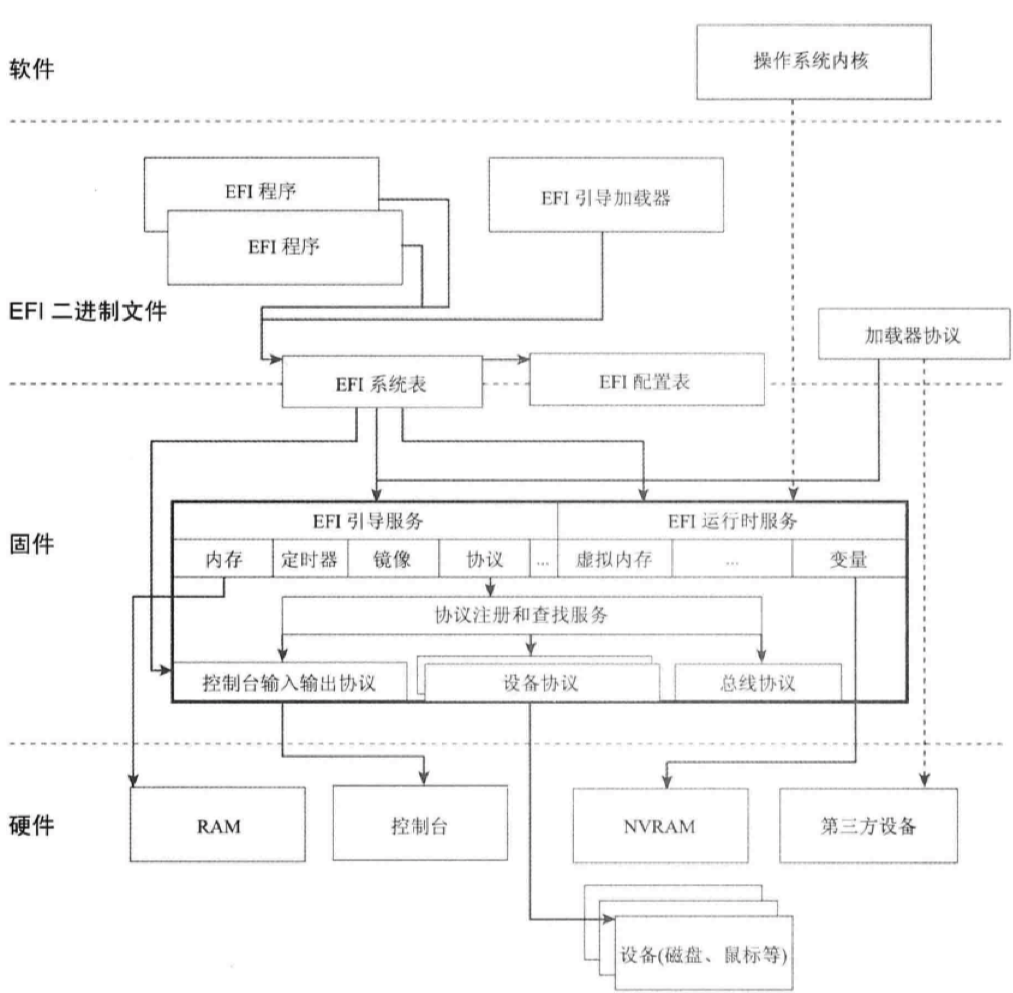 软件
操作系统内核
EFI 程序
EFI 引导加载器
EFI 程序
EFI 二进制文件
加载器协议
EFI 系统表
EFI 配置表
固件
EFI 引导服务
EFI 运行时服务
内存
定时器
镜像
协议
...
虚拟内存
...
变量
协议注册和查找服务
控制台输入输出协议
设备协议
总线协议
硬件
RAM
控制台
NVRAM
第三方设备
设备(磁盘、鼠标等)